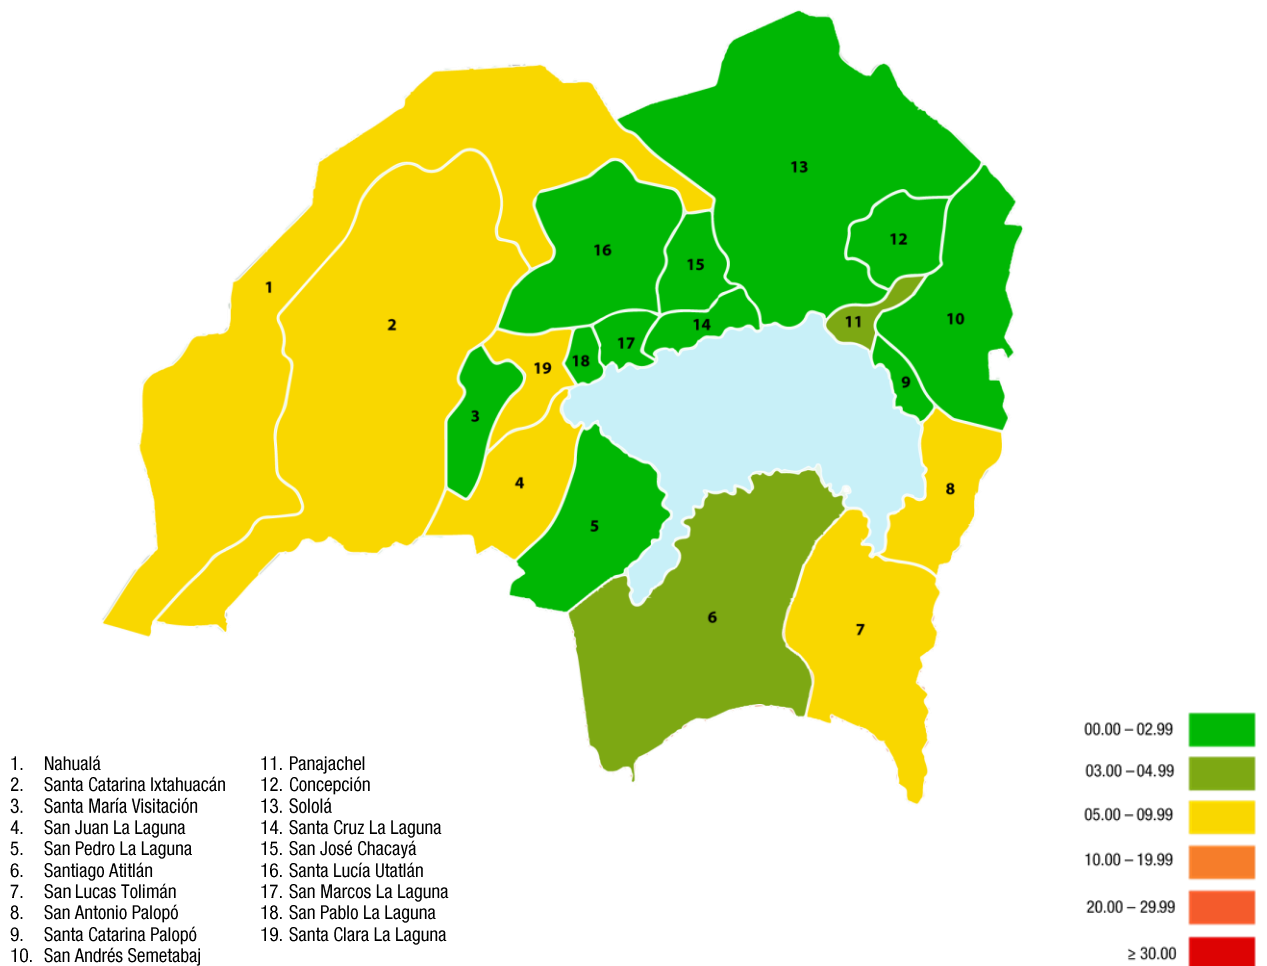 13
12
16
15
1
10
2
14
11
17
18
19
9
3
4
8
5
6
7
00.00 – 02.99
03.00 – 04.99
05.00 – 09.99
10.00 – 19.99
20.00 – 29.99
≥ 30.00
1. Nahualá
2. Santa Catarina Ixtahuacán
3. Santa María Visitación
4. San Juan La Laguna
5. San Pedro La Laguna
6. Santiago Atitlán
7. San Lucas Tolimán
8. San Antonio Palopó
9. Santa Catarina Palopó
10. San Andrés Semetabaj
11. Panajachel
12. Concepción
13. Sololá
14. Santa Cruz La Laguna
15. San José Chacayá
16. Santa Lucía Utatlán
17. San Marcos La Laguna
18. San Pablo La Laguna
19. Santa Clara La Laguna